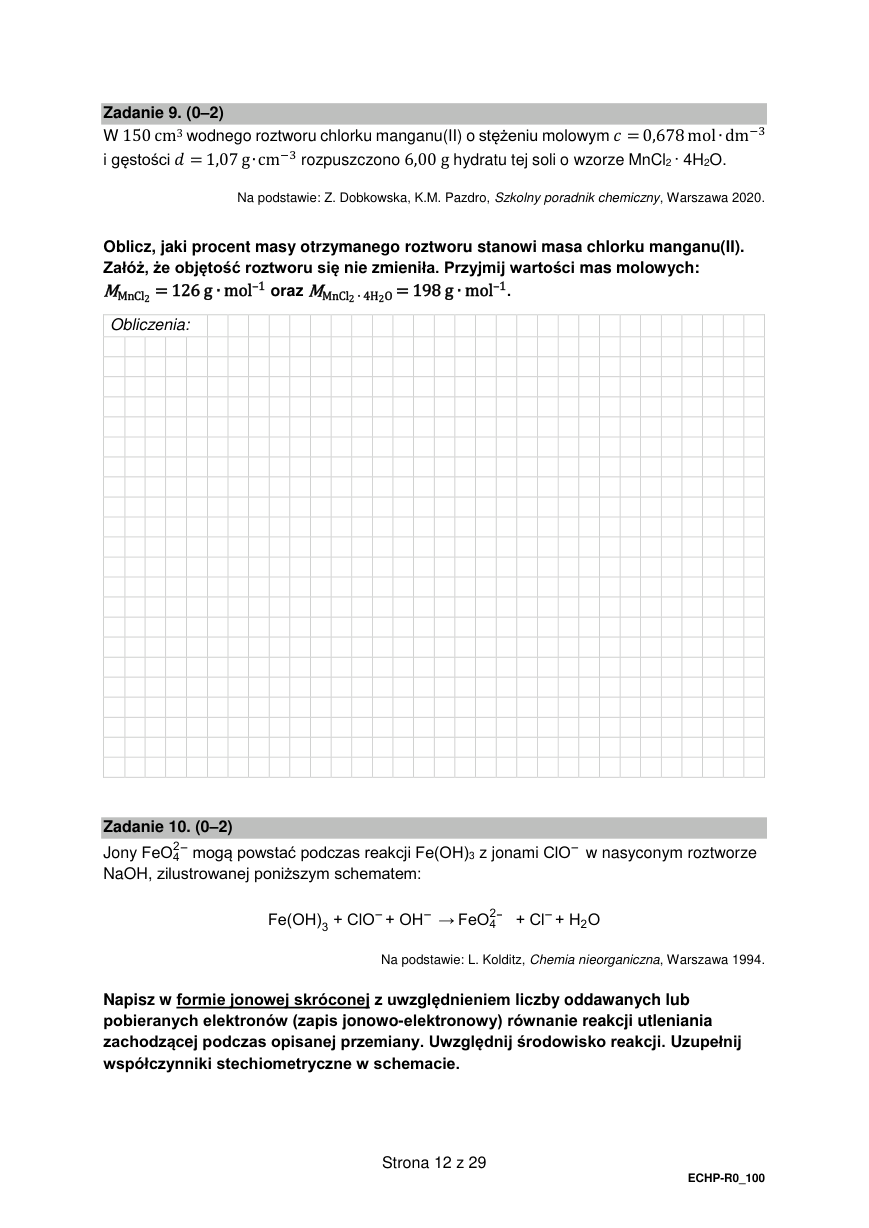 Zadanie 9. (0–2)
W 150 cm³ wodnego roztworu chlorku manganu(II) o stężeniu molowym c = 0,678 mol · dm⁻³
i gęstości d = 1,07 g · cm⁻³ rozpuszczono 6,00 g hydratu tej soli o wzorze MnCl₂ · 4H₂O.
Na podstawie: Z. Dobkowska, K.M. Pazdro, Szkolny poradnik chemiczny, Warszawa 2020.
Oblicz, jaki procent masy otrzymanego roztworu stanowi masa chlorku manganu(II).
Załóż, że objętość roztworu się nie zmieniła. Przyjmij wartości mas molowych:
M_MnCl₂ = 126 g · mol⁻¹ oraz M_MnCl₂ · 4H₂O = 198 g · mol⁻¹.
Obliczenia:
Zadanie 10. (0–2)
Jony FeO₄²⁻ mogą powstać podczas reakcji Fe(OH)₃ z jonami ClO⁻ w nasyconym roztworze
NaOH, zilustrowanej poniższym schematem:
Fe(OH)₃ + ClO⁻ + OH⁻ → FeO₄²⁻ + Cl⁻ + H₂O
Na podstawie: L. Kolditz, Chemia nieorganiczna, Warszawa 1994.
Napisz w formie jonowej skróconej z uwzględnieniem liczby oddawanych lub
pobieranych elektronów (zapis jonowo-elektronowy) równanie reakcji utleniania
zachodzącej podczas opisanej przemiany. Uwzględnij środowisko reakcji. Uzupełnij
współczynniki stechiometryczne w schemacie.
Strona 12 z 29
ECHP-R0_100